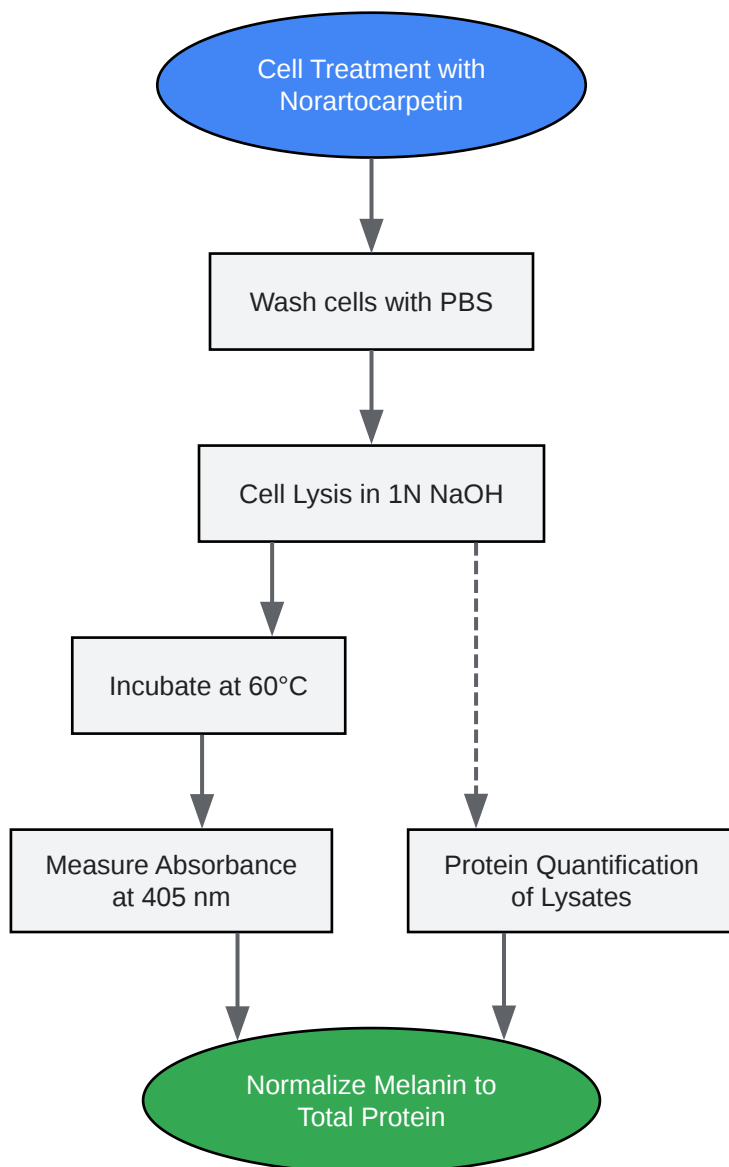 Cell Treatment with
Norartocarpetin
Wash cells with PBS
Cell Lysis in 1N NaOH
Incubate at 60°C
Measure Absorbance
at 405 nm
Protein Quantification
of Lysates
Normalize Melanin to
Total Protein